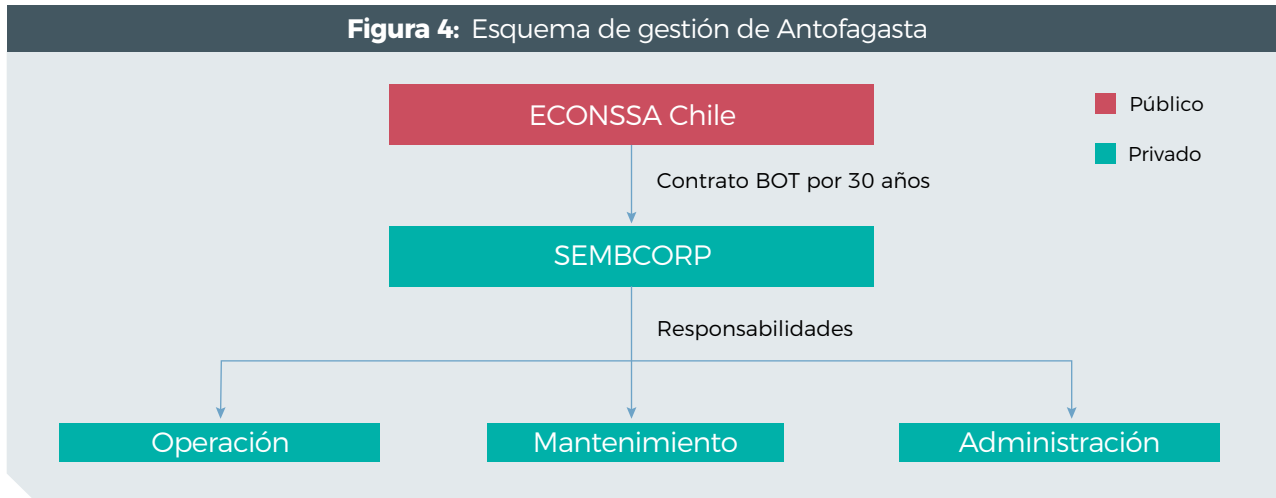 Figura 4: Esquema de gestión de Antofagasta
ECONSSA Chile
Público
Privado
Contrato BOT por 30 años
SEMBCORP
Responsabilidades
Operación
Mantenimiento
Administración